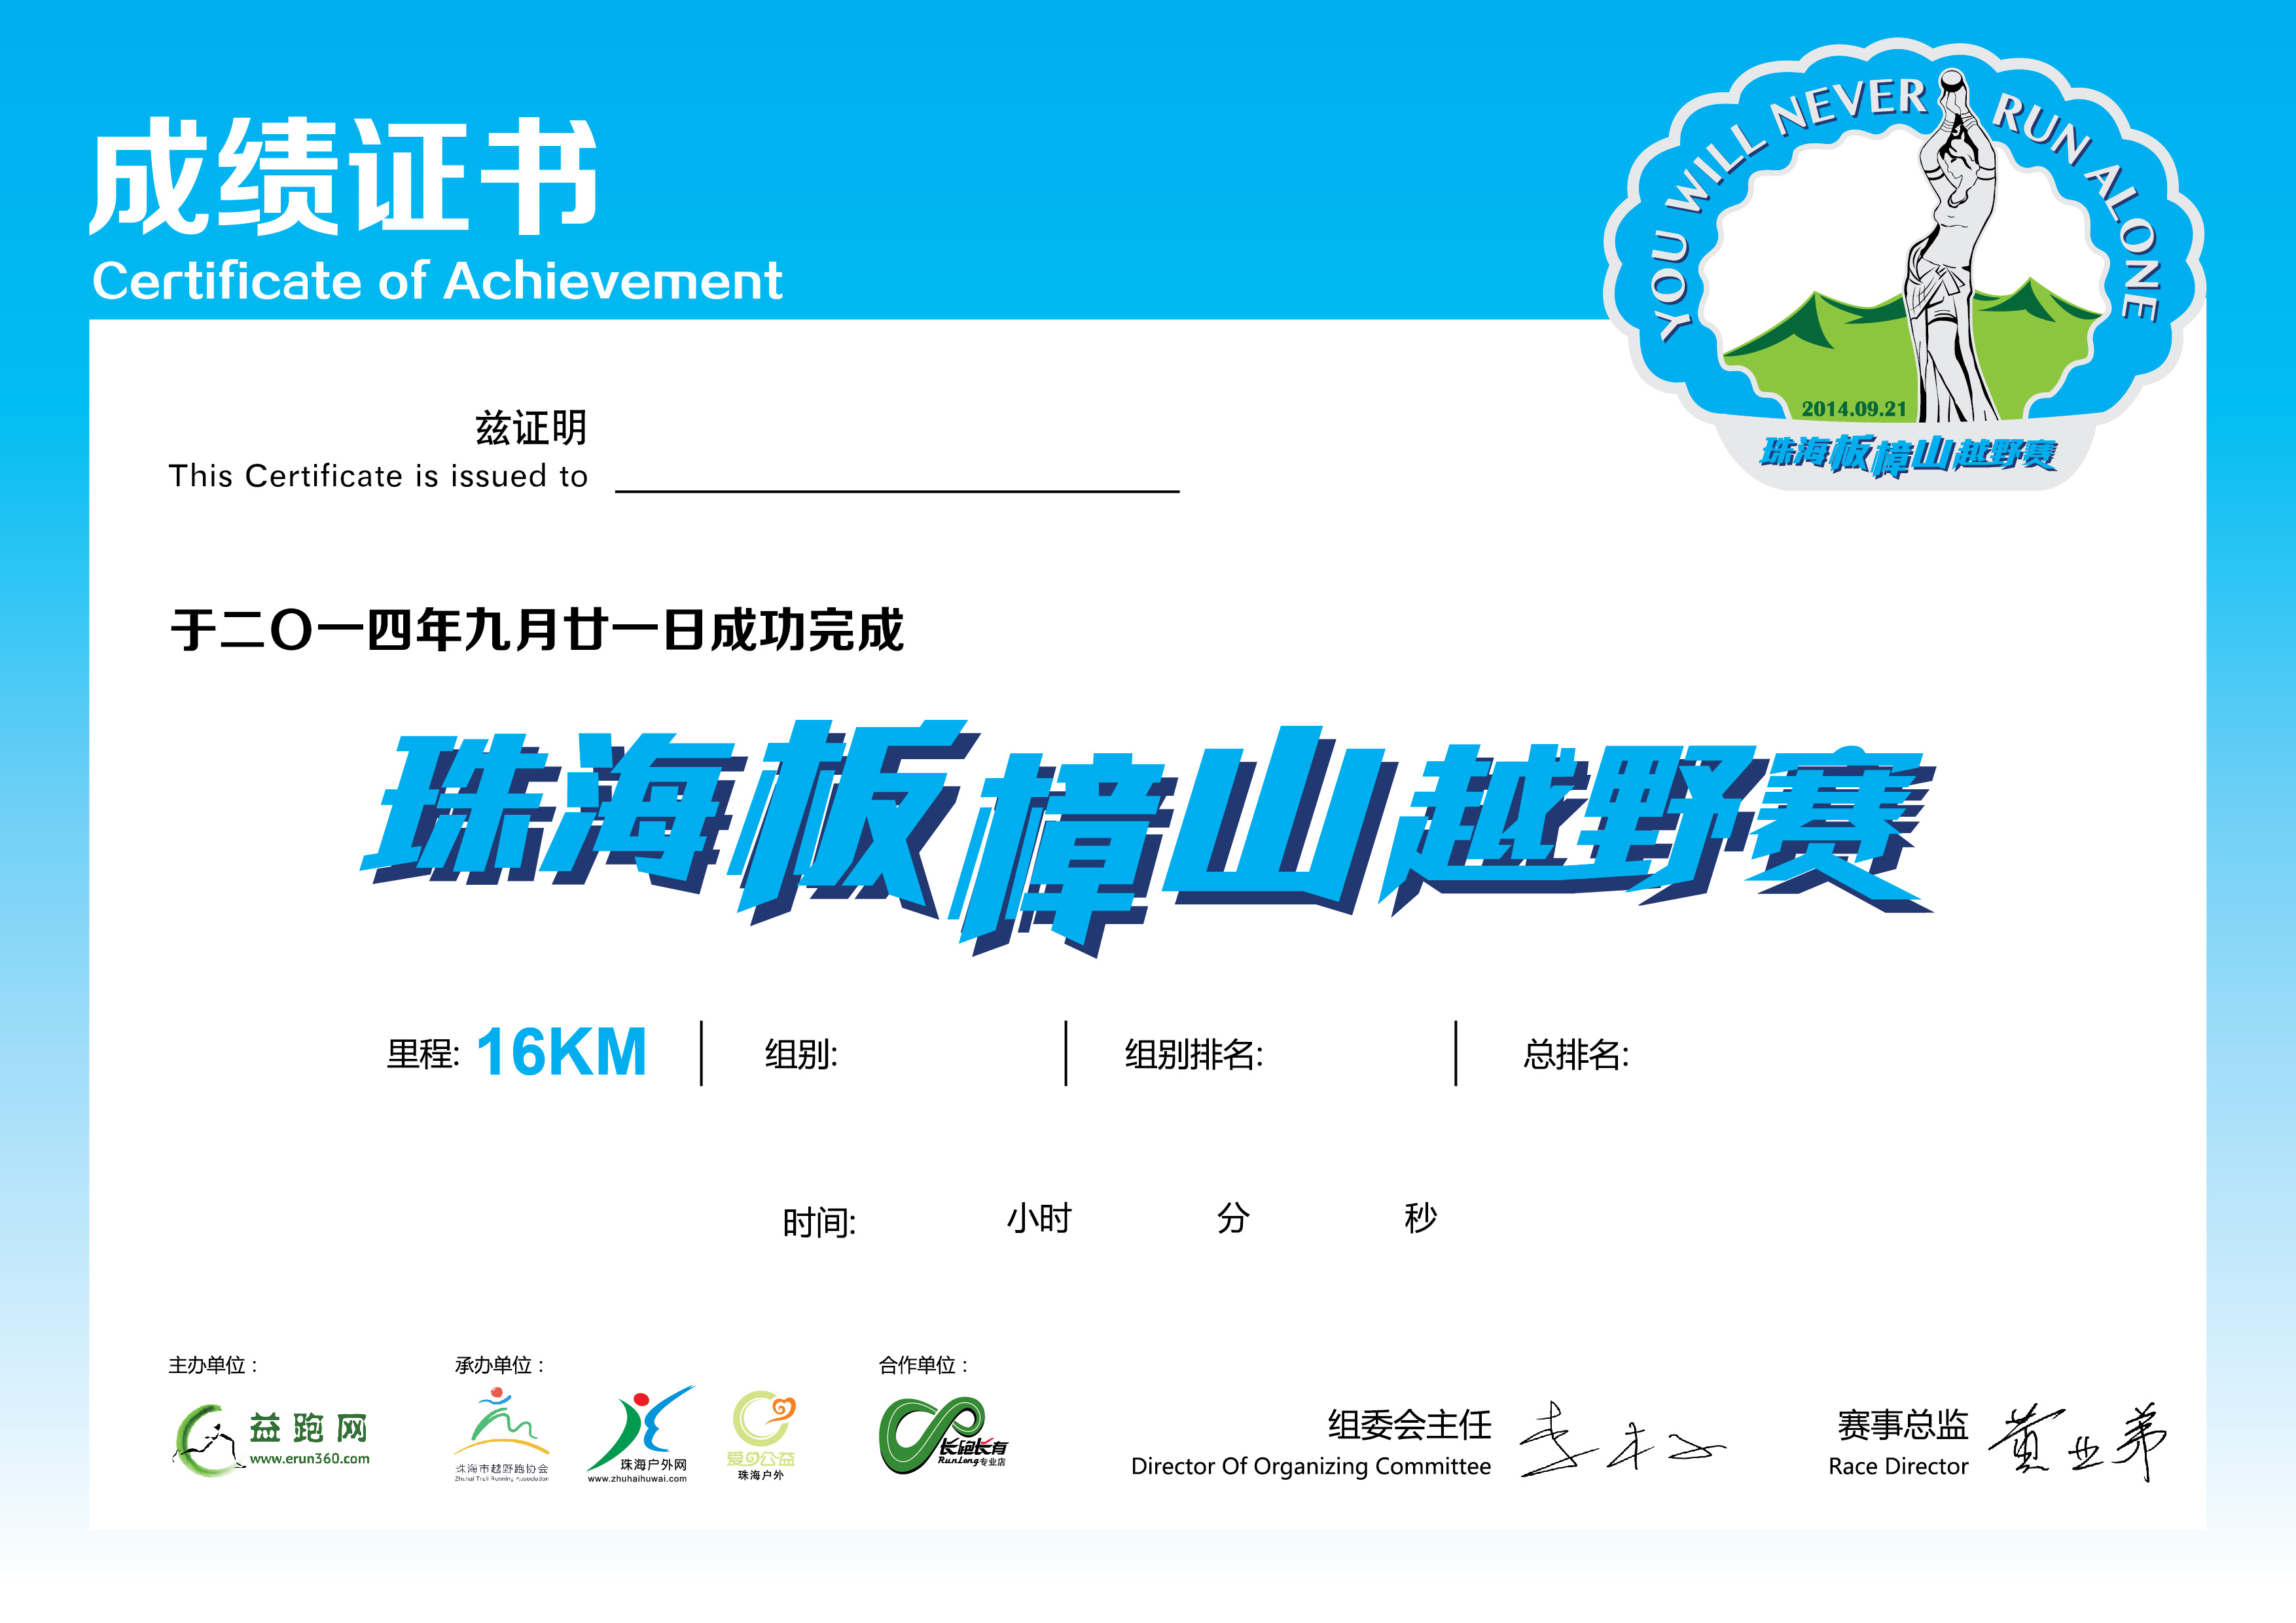 成绩证书
Certificate of Achievement
YOU WILL NEVER RUN ALONE
2014.09.21
珠海板樟山越野赛
兹证明
This Certificate is issued to
于二〇一四年九月廿一日成功完成
珠海板樟山越野赛
里程: 16KM
组别:
组别排名:
总排名:
时间: 小时 分 秒
主办单位：
益跑网
www.erun360.com
承办单位：
珠海市越野跑协会
Zhuhai Trail Running Association
珠海户外网
www.zhuhaihuwai.com
爱的公益
珠海户外
合作单位：
长跑长有
RunLong专业店
组委会主任
Director Of Organizing Committee
赛事总监
Race Director